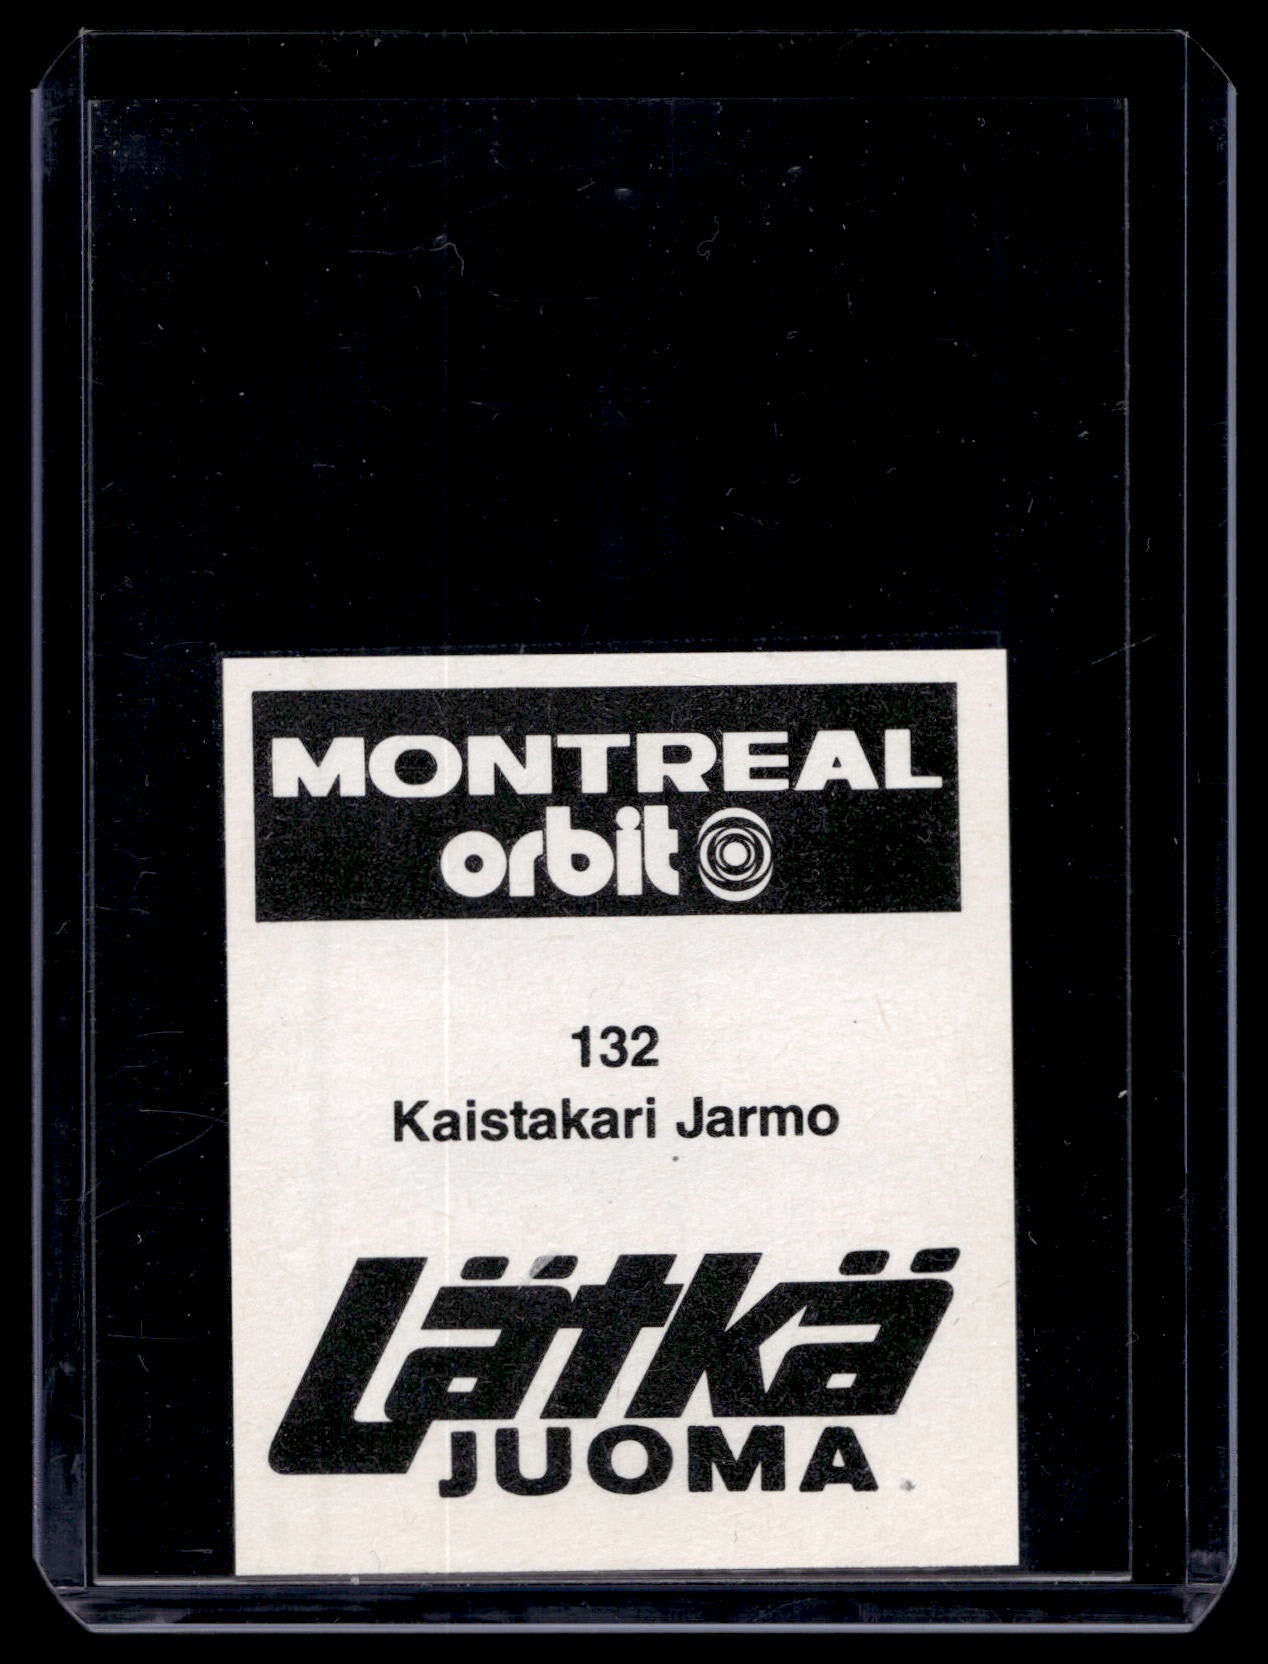 MONTREAL
orbit
132
Kaistakari Jarmo
Lätkä
JUOMA